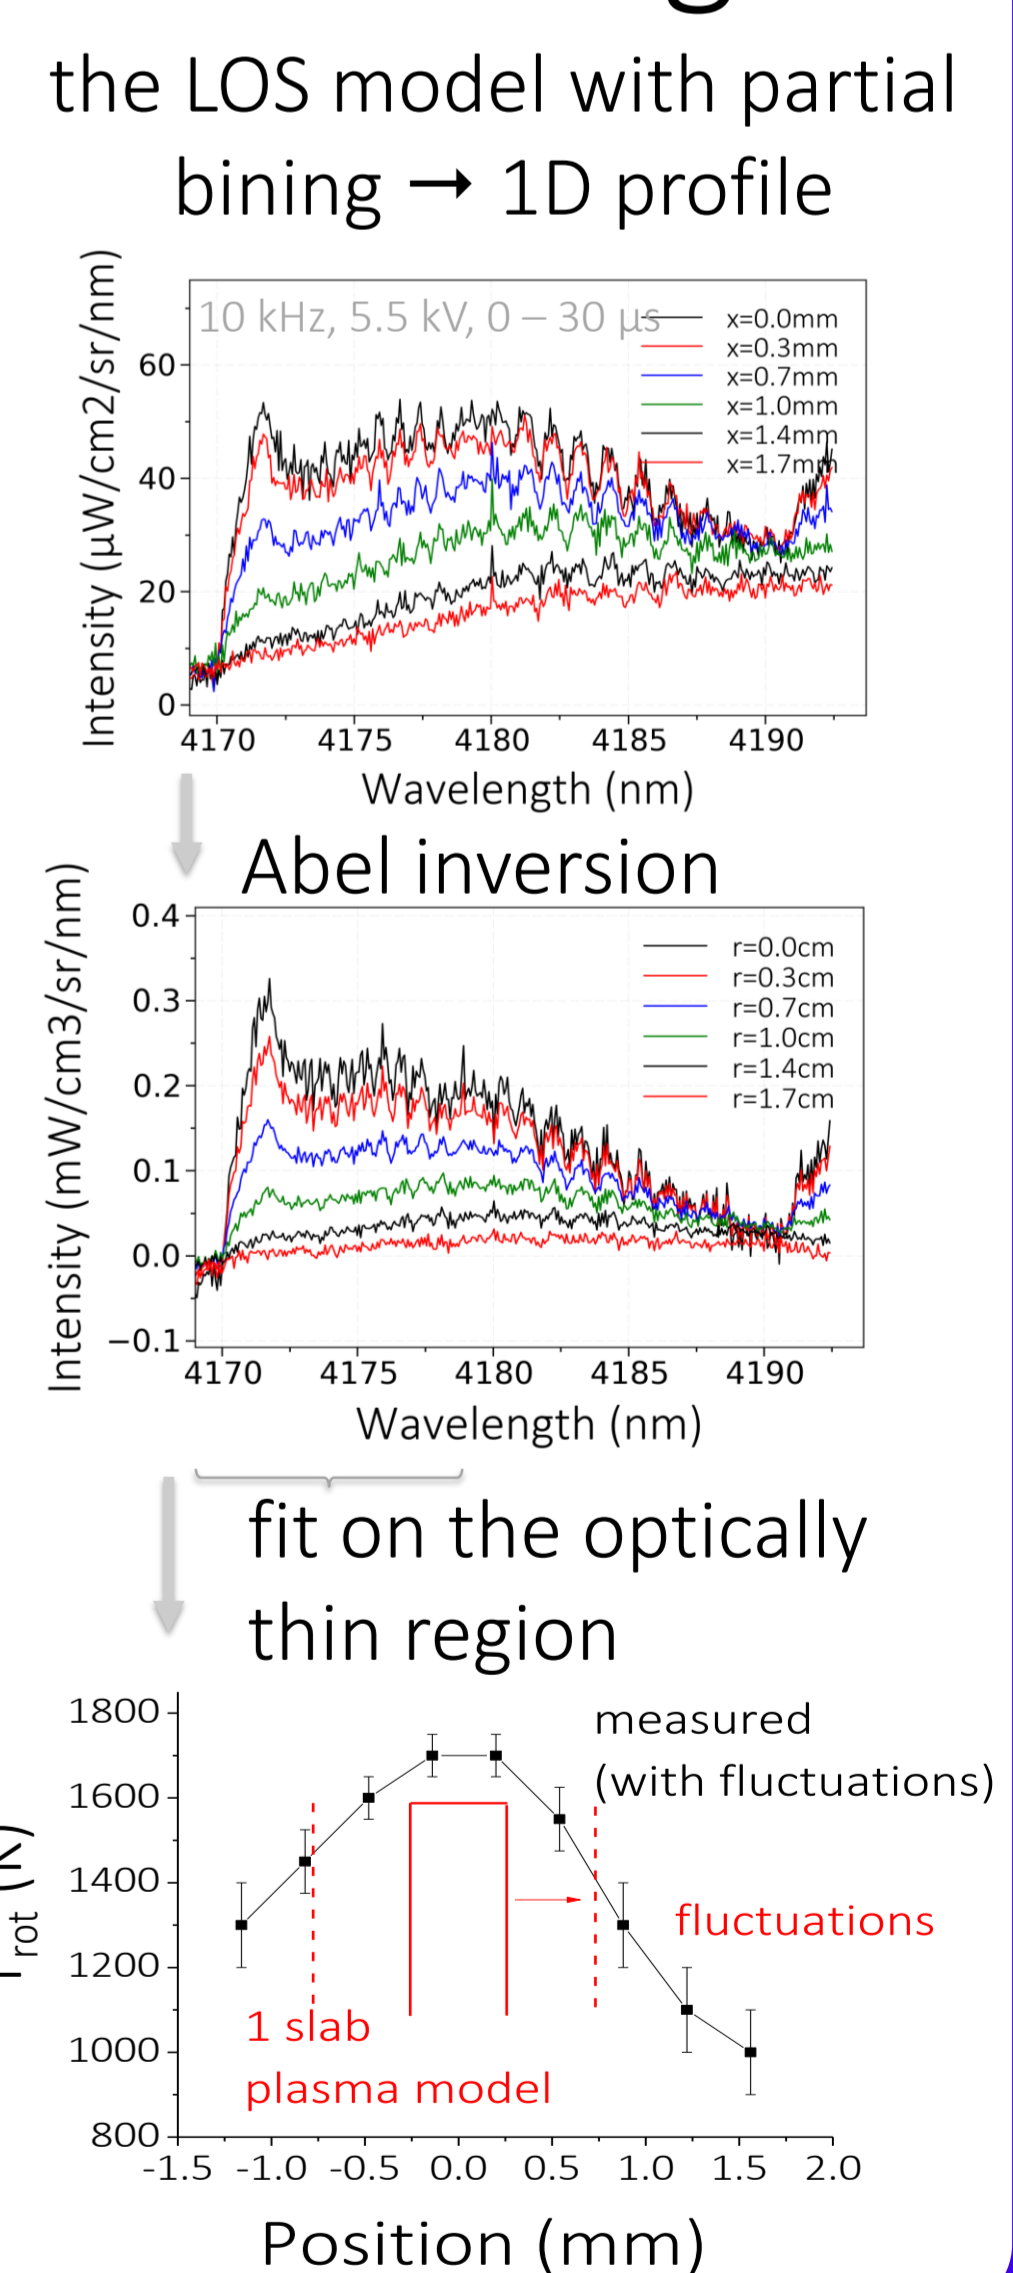 the LOS model with partial
bining → 1D profile
10 kHz, 5.5 kV, 0 – 30 µs
x=0.0mm
x=0.3mm
x=0.7mm
x=1.0mm
x=1.4mm
x=1.7mm
Intensity (µW/cm2/sr/nm)
60
40
20
0
4170 4175 4180 4185 4190
Wavelength (nm)
Abel inversion
r=0.0cm
r=0.3cm
r=0.7cm
r=1.0cm
r=1.4cm
r=1.7cm
Intensity (mW/cm3/sr/nm)
0.4
0.3
0.2
0.1
0.0
−0.1
4170 4175 4180 4185 4190
Wavelength (nm)
fit on the optically
thin region
measured
(with fluctuations)
fluctuations
1 slab
plasma model
rot
1800
1600
1400
1200
1000
800
-1.5 -1.0 -0.5 0.0 0.5 1.0 1.5 2.0
Position (mm)